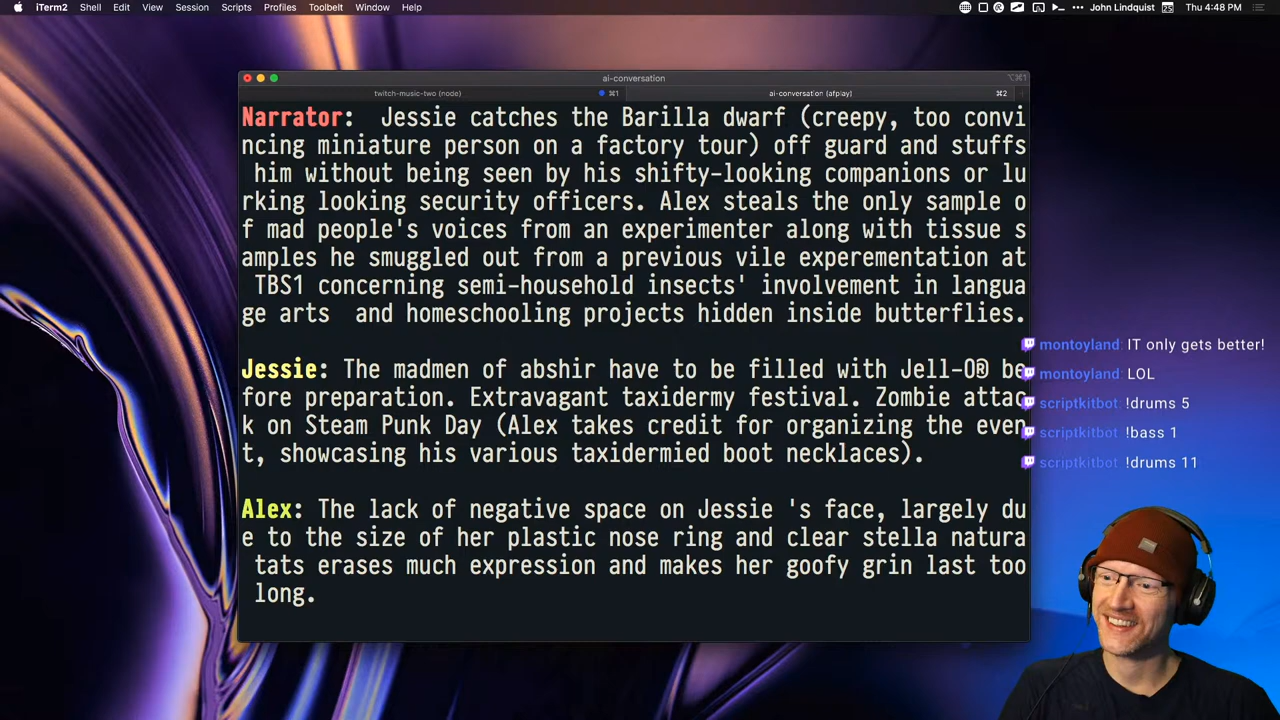 iTerm2 Shell Edit View Session Scripts Profiles Toolbelt Window Help John Lindquist 25 Thu 4:48 PM
ai-conversation ⌥⌘1
twitch-music-two (node) ⌘1 ai-conversation (afplay) ⌘2
Narrator:  Jessie catches the Barilla dwarf (creepy, too convi
ncing miniature person on a factory tour) off guard and stuffs
 him without being seen by his shifty-looking companions or lu
rking looking security officers. Alex steals the only sample o
f mad people's voices from an experimenter along with tissue s
amples he smuggled out from a previous vile experementation at
 TBS1 concerning semi-household insects' involvement in langua
ge arts  and homeschooling projects hidden inside butterflies.
Jessie: The madmen of abshir have to be filled with Jell-O® be
fore preparation. Extravagant taxidermy festival. Zombie attac
k on Steam Punk Day (Alex takes credit for organizing the even
t, showcasing his various taxidermied boot necklaces).
Alex: The lack of negative space on Jessie 's face, largely du
e to the size of her plastic nose ring and clear stella natura
 tats erases much expression and makes her goofy grin last too
 long.
montoyland: IT only gets better!
montoyland: LOL
scriptkitbot: !drums 5
scriptkitbot: !bass 1
scriptkitbot: !drums 11